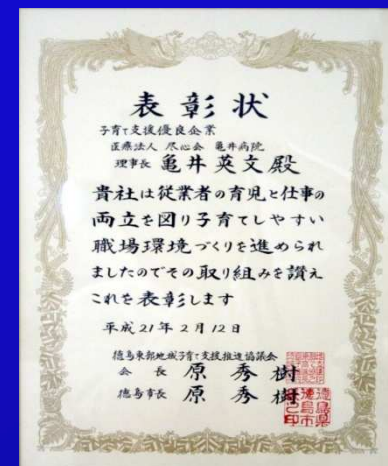 表彰状
子育て支援優良企業
医療法人 尽心会 亀井病院
理事長 亀井英文殿
貴社は従業者の育児と仕事の
両立を図り子育てしやすい
職場環境づくりを進められ
ましたのでその取り組みを讃え
これを表彰します
平成21年2月12日
徳島東部地域子育て支援推進協議会
会長 原秀樹
徳島市長 原秀樹